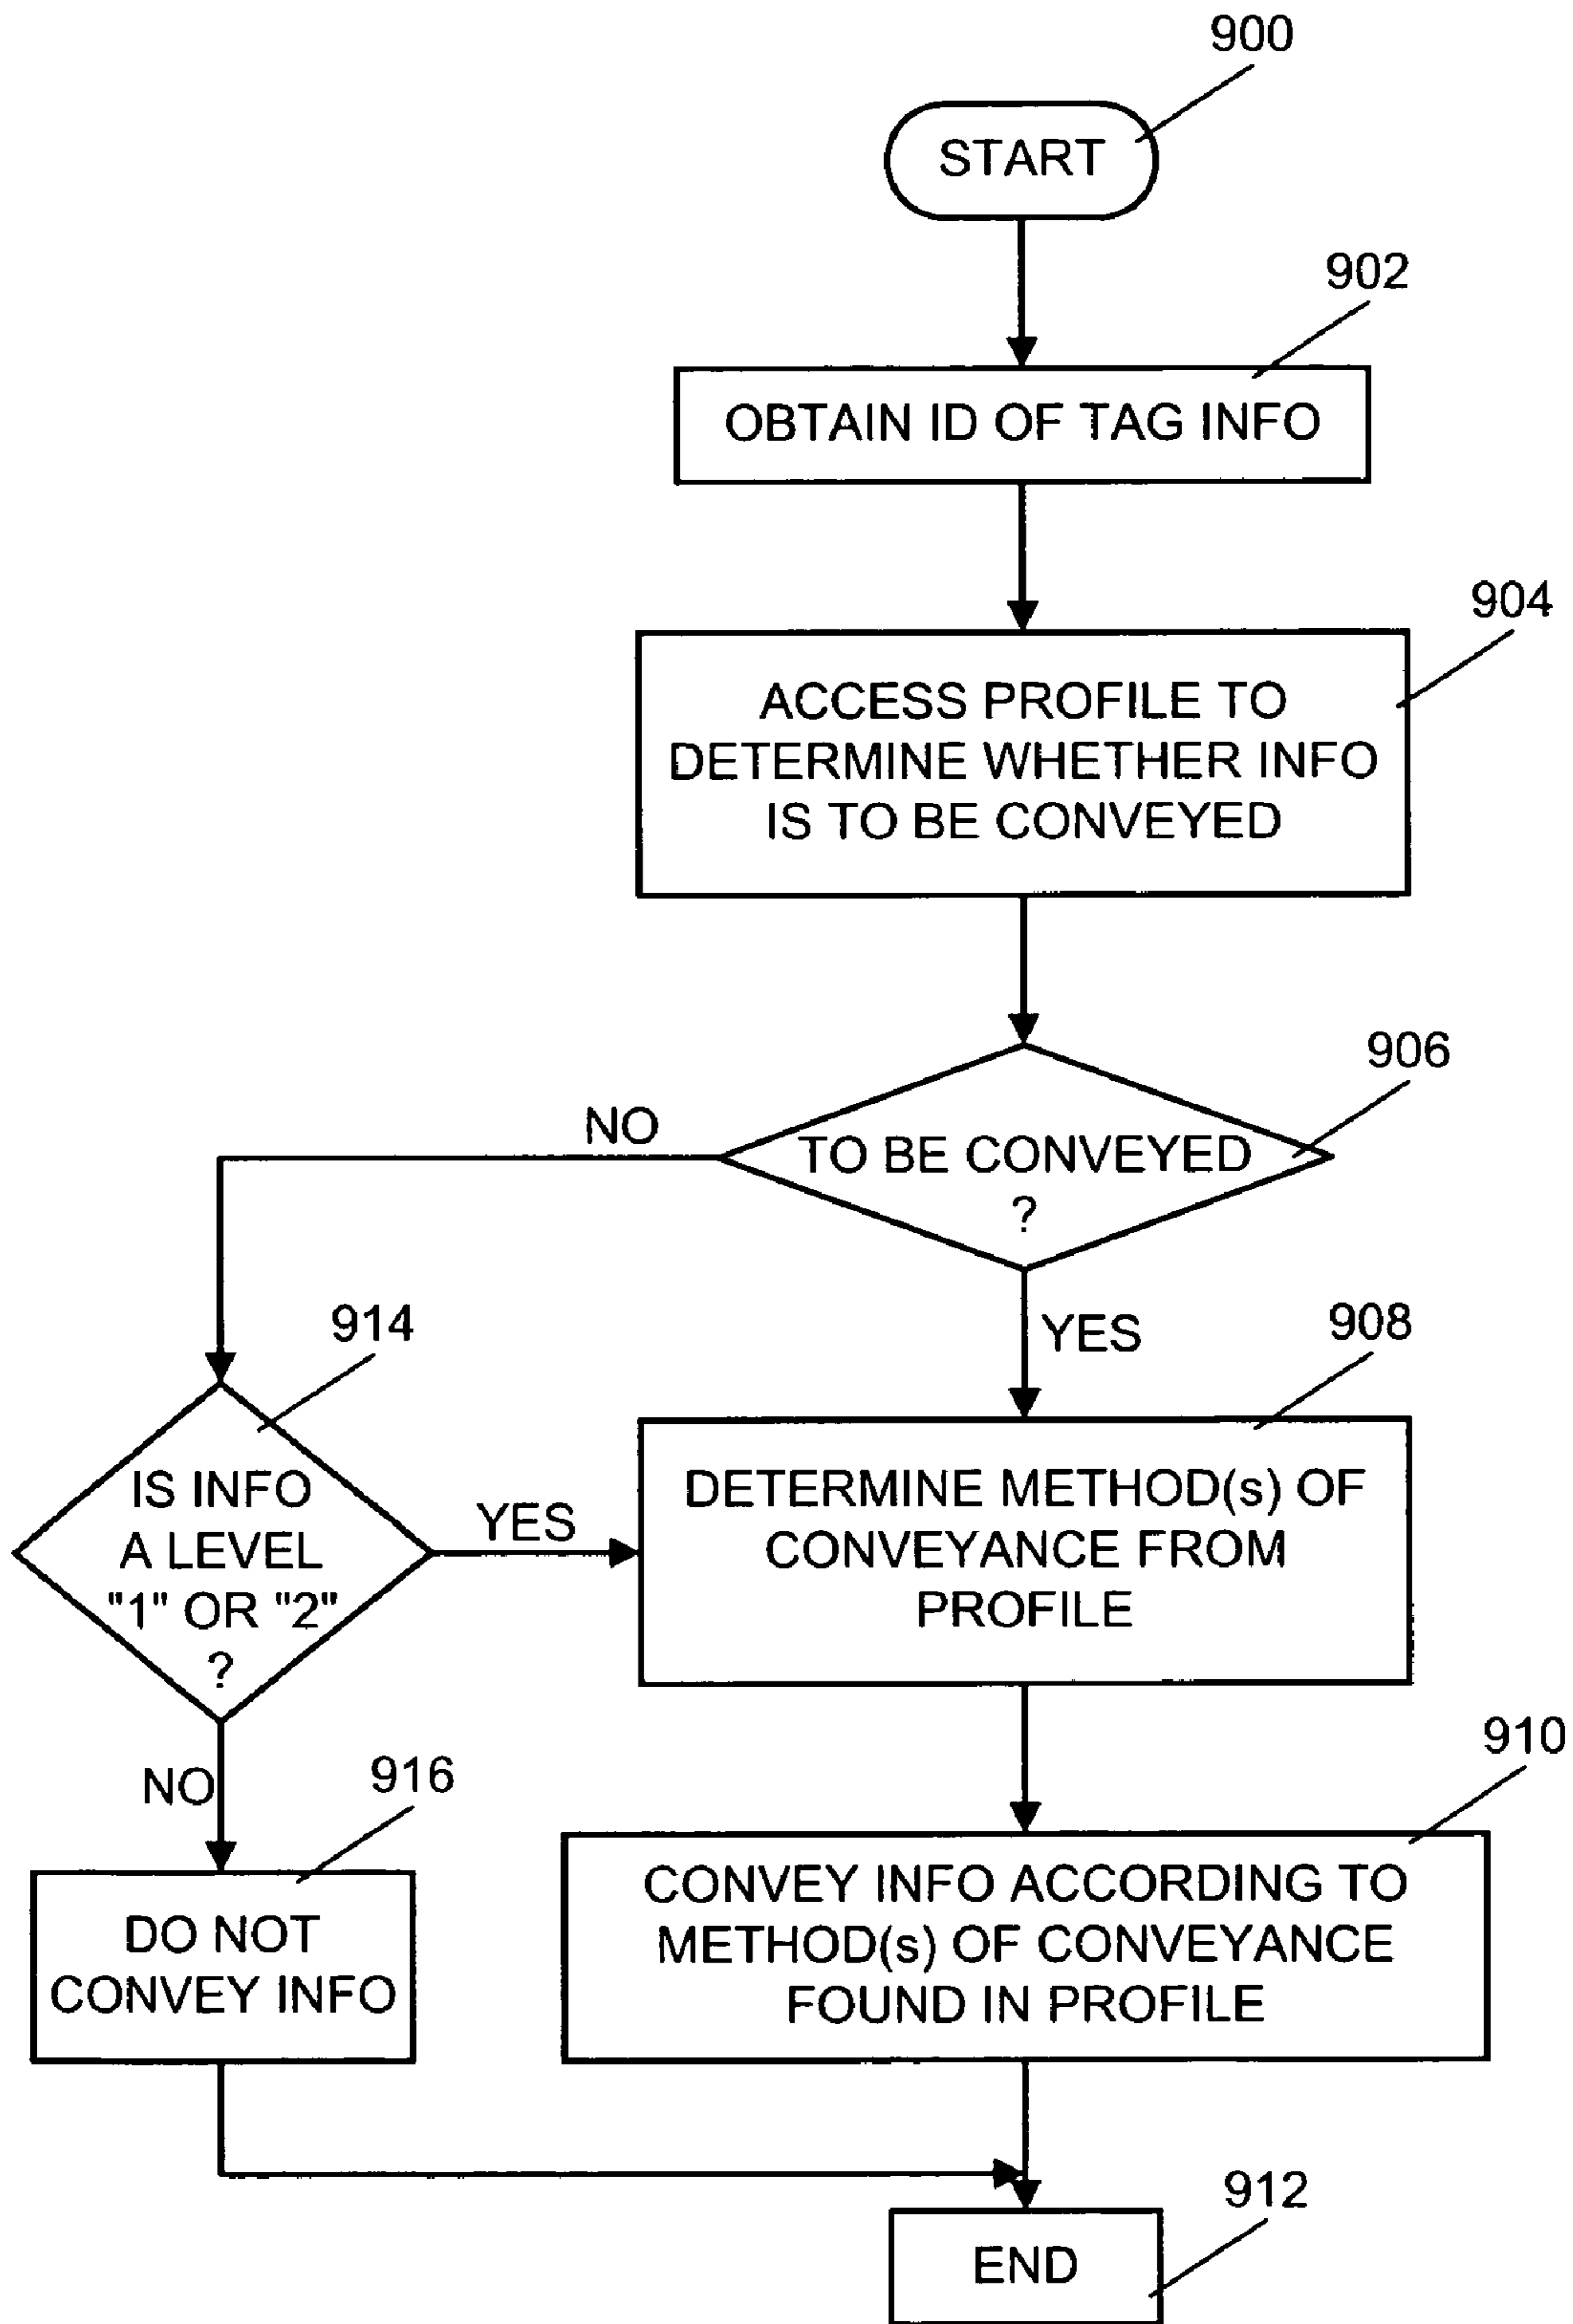 900
START
902
OBTAIN ID OF TAG INFO
904
ACCESS PROFILE TO
DETERMINE WHETHER INFO
IS TO BE CONVEYED
906
NO
TO BE CONVEYED
?
YES
914
908
IS INFO
A LEVEL
"1" OR "2"
?
YES
DETERMINE METHOD(s) OF
CONVEYANCE FROM
PROFILE
NO
916
910
DO NOT
CONVEY INFO
CONVEY INFO ACCORDING TO
METHOD(s) OF CONVEYANCE
FOUND IN PROFILE
912
END